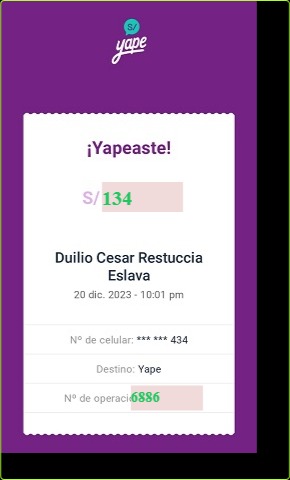 S/
yape
¡Yapeaste!
S/ 134
Duilio Cesar Restuccia
Eslava
20 dic. 2023 - 10:01 pm
Nº de celular: *** *** 434
Destino: Yape
Nº de operaci 6886